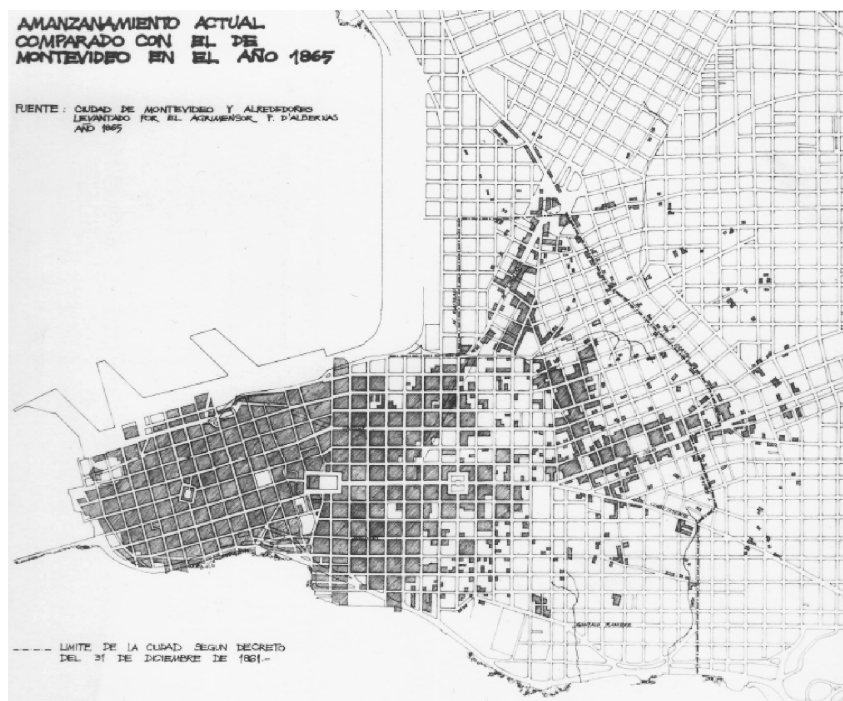 AMANZANAMIENTO ACTUAL
COMPARADO CON EL DE
MONTEVIDEO EN EL AÑO 1865
FUENTE : CIUDAD DE MONTEVIDEO Y ALREDEDORES
LEVANTADO POR EL AGRIMENSOR P. D'ALBENAS
AÑO 1865
LIMITE DE LA CIUDAD SEGUN DECRETO
DEL 31 DE DICIEMBRE DE 1861.-